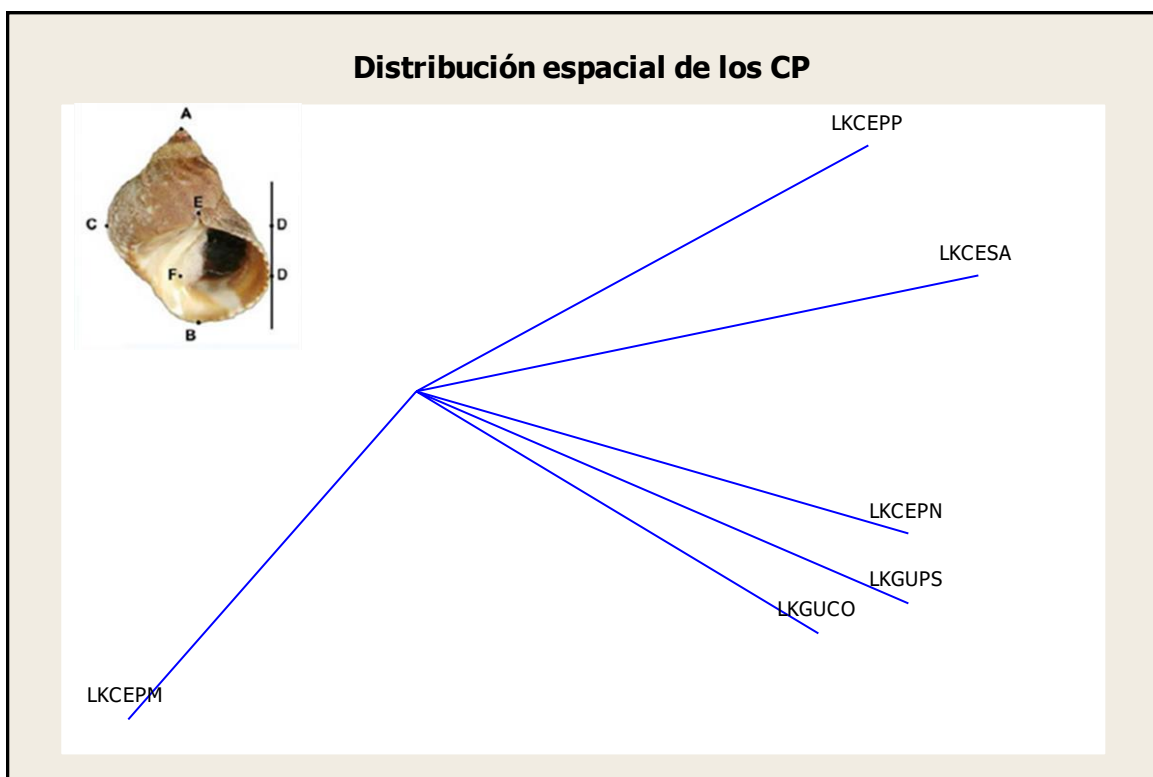 Distribución espacial de los CP
A
E
C
D
F
D
B
LKCEPP
LKCESA
LKCEPN
LKGUPS
LKGUCO
LKCEPM